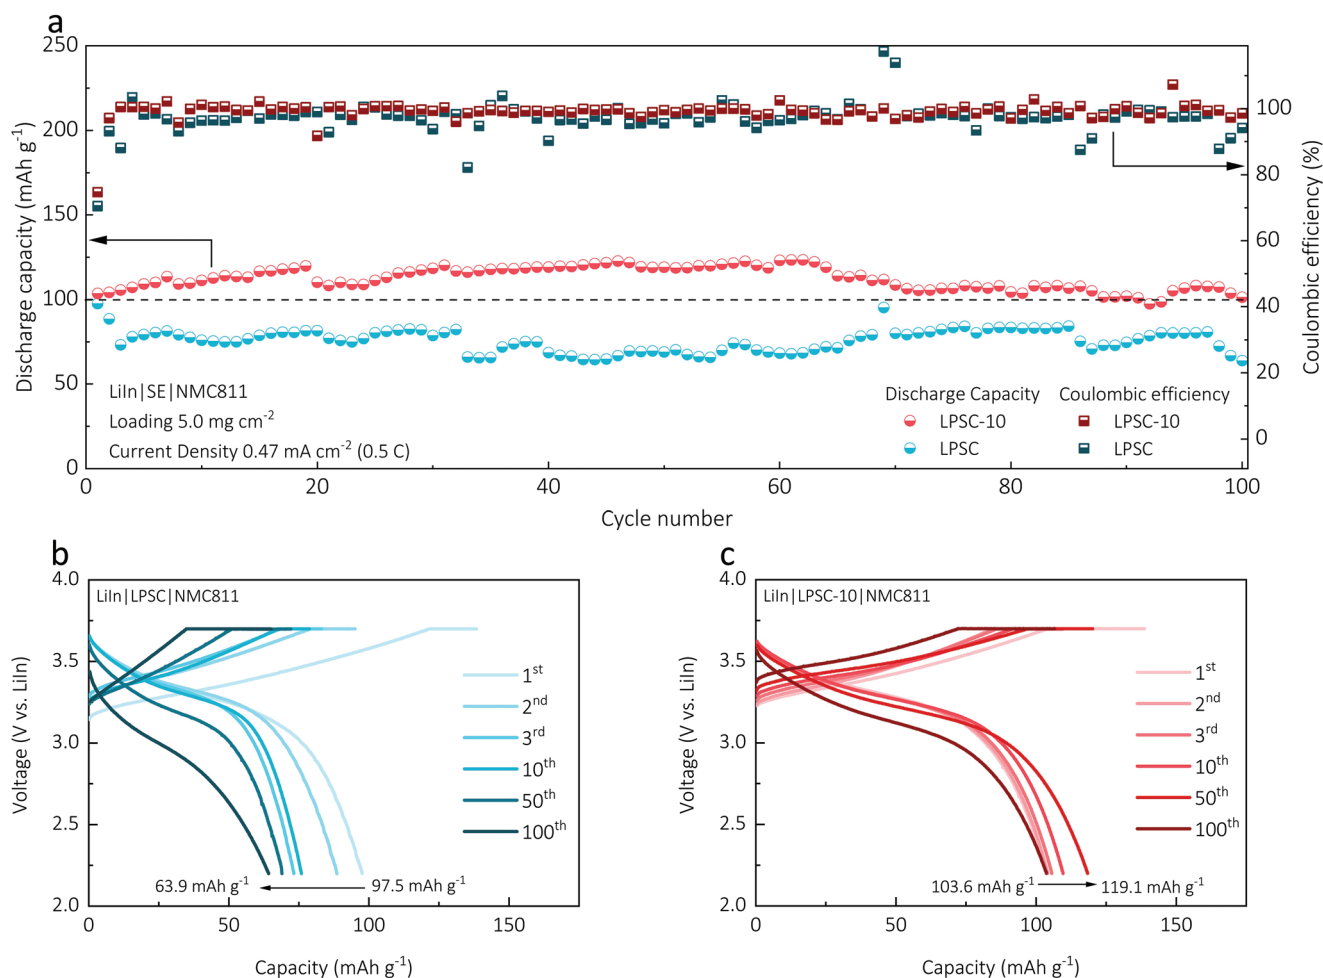 a
250
200
150
100
50
0
Discharge capacity (mAh g⁻¹)
100
80
60
40
20
0
Coulombic efficiency (%)
LiIn|SE|NMC811
Loading 5.0 mg cm⁻²
Current Density 0.47 mA cm⁻² (0.5 C)
Discharge Capacity Coulombic efficiency
LPSC-10 LPSC-10
LPSC LPSC
0 20 40 60 80 100
Cycle number
b
4.0
3.5
3.0
2.5
2.0
Voltage (V vs. LiIn)
LiIn|LPSC|NMC811
1ˢᵗ
2ⁿᵈ
3ʳᵈ
10ᵗʰ
50ᵗʰ
100ᵗʰ
63.9 mAh g⁻¹ 97.5 mAh g⁻¹
0 50 100 150
Capacity (mAh g⁻¹)
c
4.0
3.5
3.0
2.5
2.0
Voltage (V vs. LiIn)
LiIn|LPSC-10|NMC811
1ˢᵗ
2ⁿᵈ
3ʳᵈ
10ᵗʰ
50ᵗʰ
100ᵗʰ
103.6 mAh g⁻¹ 119.1 mAh g⁻¹
0 50 100 150
Capacity (mAh g⁻¹)